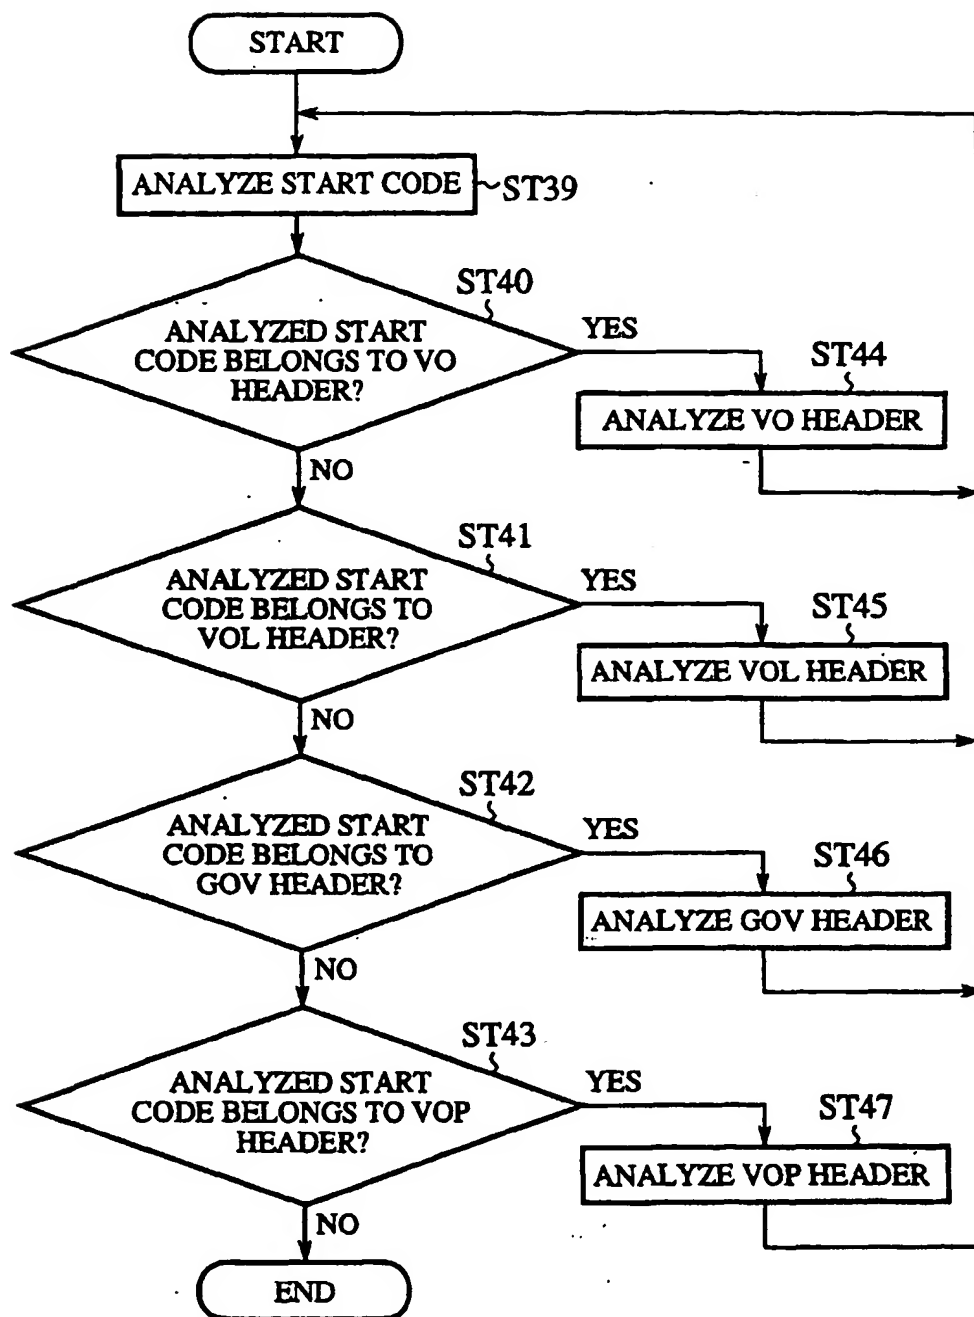 START
ANALYZE START CODE
ST39
ST40
ANALYZED START
CODE BELONGS TO VO
HEADER?
YES
ST44
ANALYZE VO HEADER
NO
ST41
ANALYZED START
CODE BELONGS TO
VOL HEADER?
YES
ST45
ANALYZE VOL HEADER
NO
ST42
ANALYZED START
CODE BELONGS TO
GOV HEADER?
YES
ST46
ANALYZE GOV HEADER
NO
ST43
ANALYZED START
CODE BELONGS TO VOP
HEADER?
YES
ST47
ANALYZE VOP HEADER
NO
END